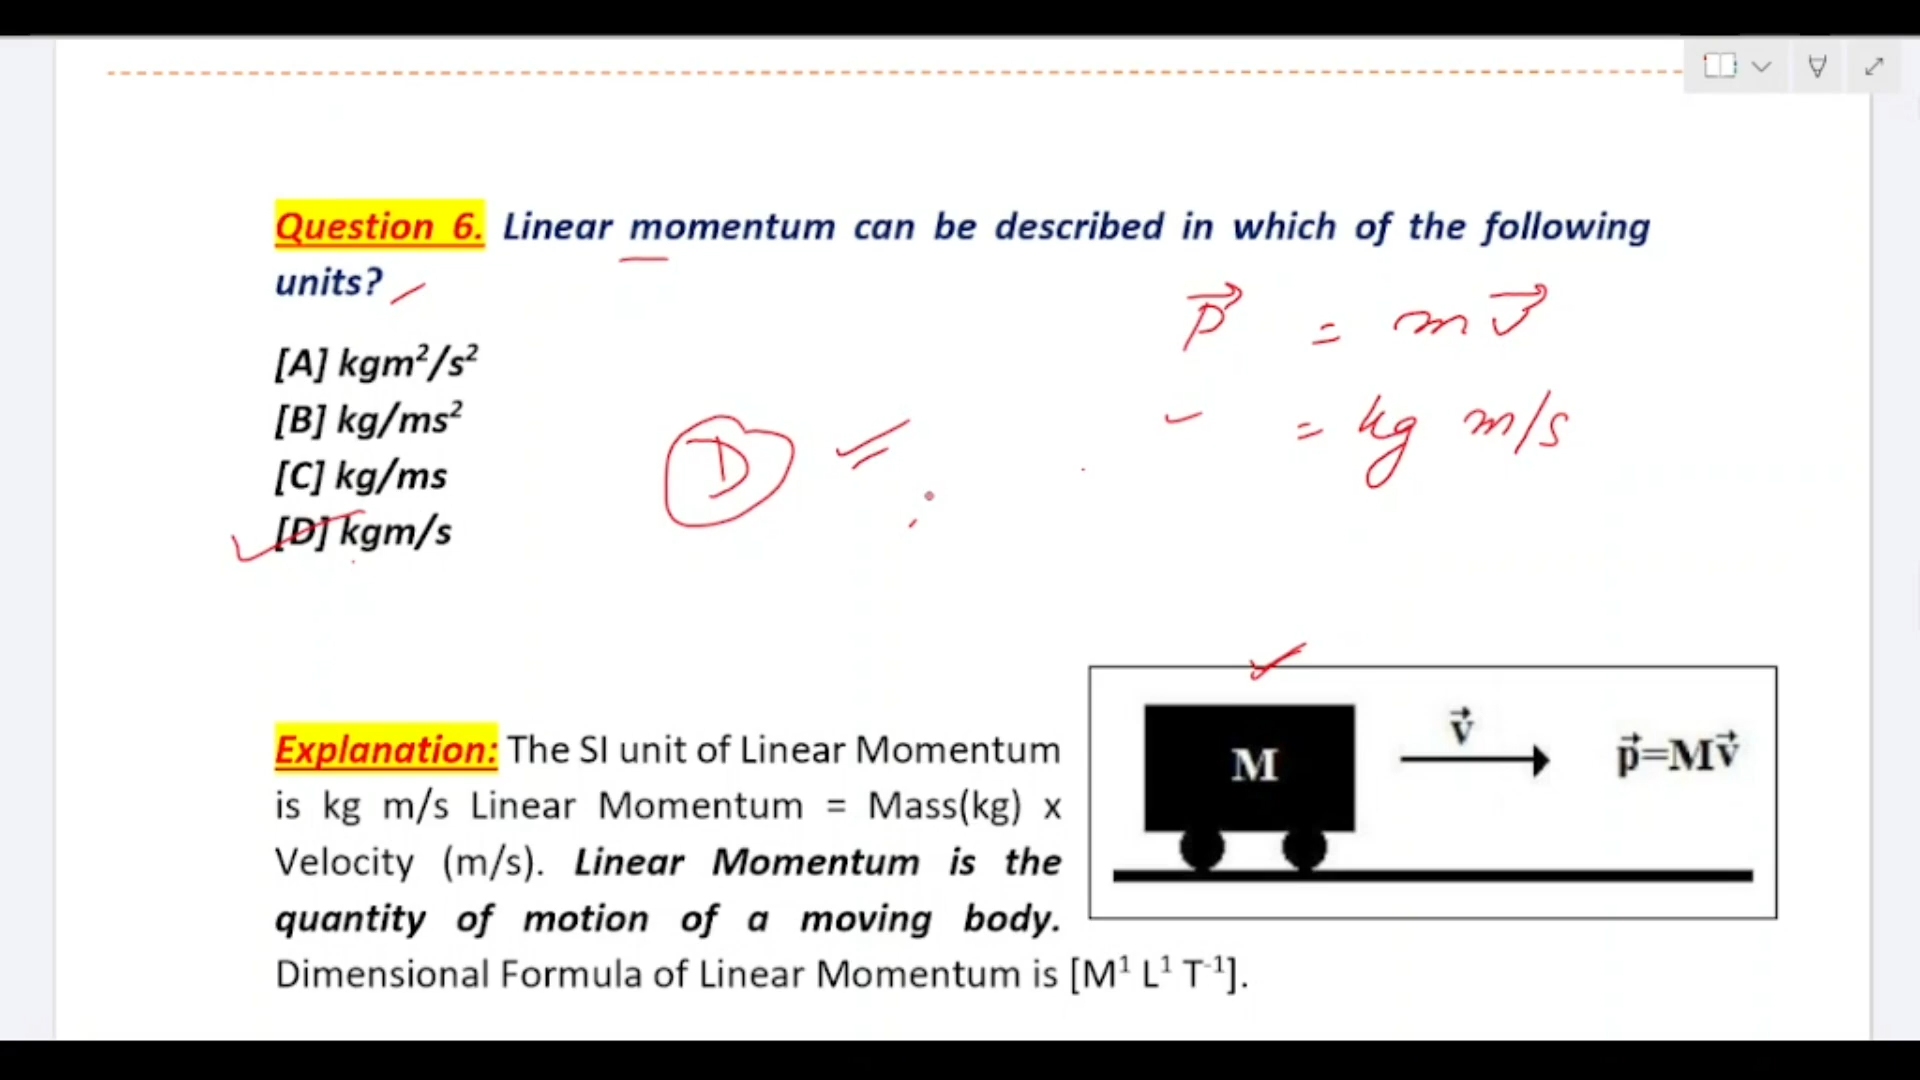 Question 6. Linear momentum can be described in which of the following
units?
[A] kgm²/s²
[B] kg/ms²
[C] kg/ms
[D] kgm/s
D
P⃗ = m v⃗
= kg m/s
Explanation: The SI unit of Linear Momentum
is kg m/s Linear Momentum = Mass(kg) x
Velocity (m/s). Linear Momentum is the
quantity of motion of a moving body.
Dimensional Formula of Linear Momentum is [M¹ L¹ T⁻¹].
M
v⃗
p⃗=Mv⃗